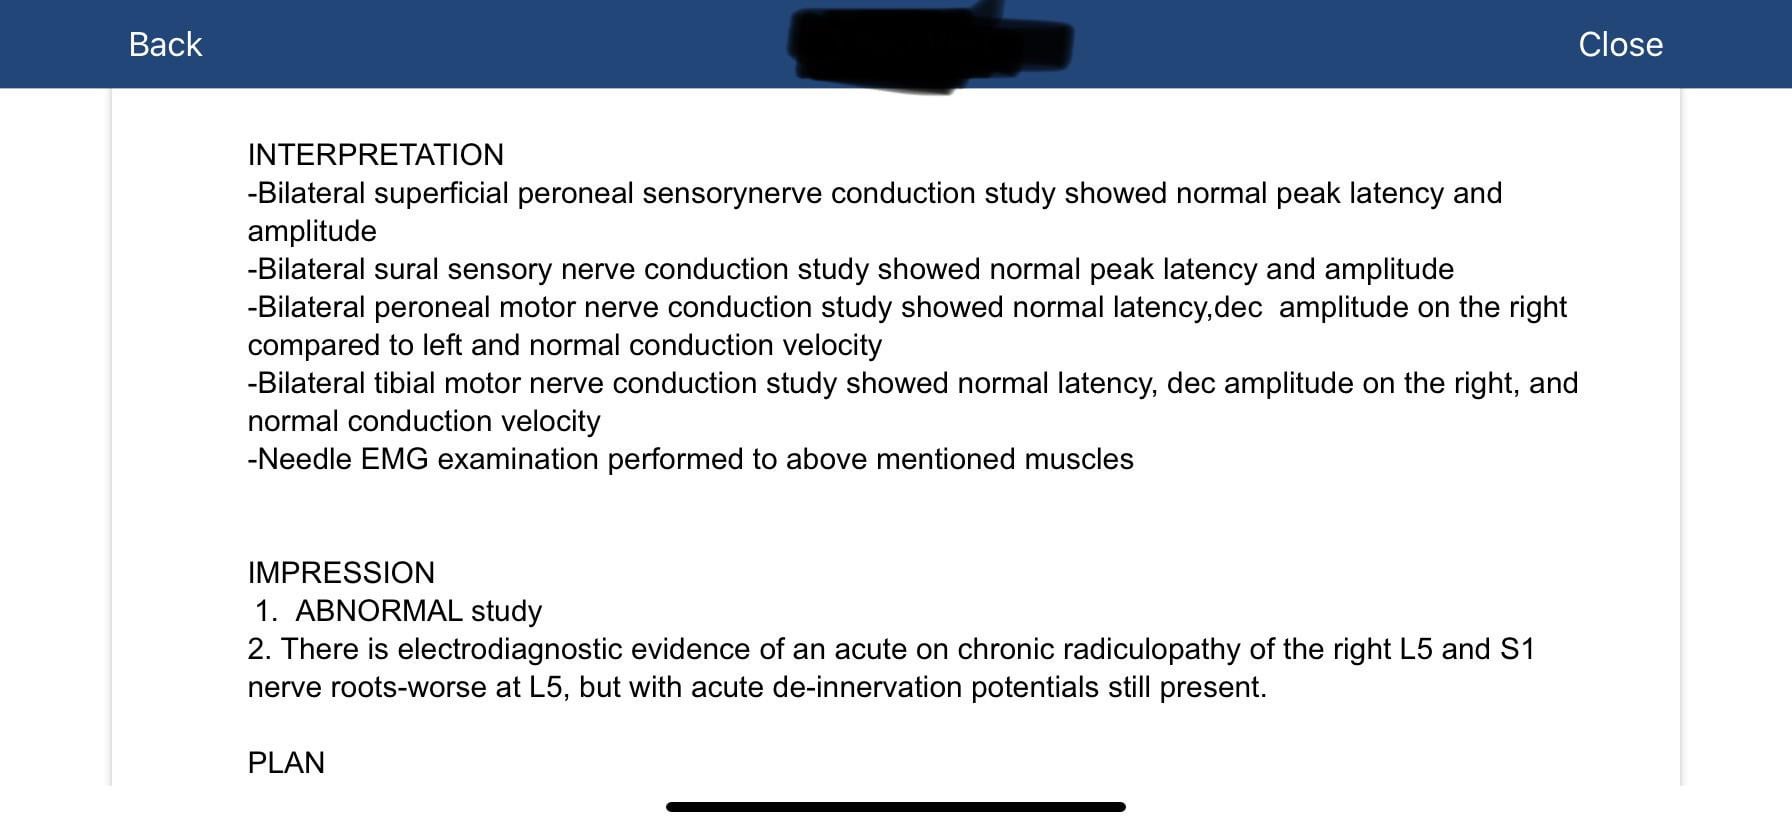 Back
Close
INTERPRETATION
-Bilateral superficial peroneal sensorynerve conduction study showed normal peak latency and
amplitude
-Bilateral sural sensory nerve conduction study showed normal peak latency and amplitude
-Bilateral peroneal motor nerve conduction study showed normal latency,dec  amplitude on the right
compared to left and normal conduction velocity
-Bilateral tibial motor nerve conduction study showed normal latency, dec amplitude on the right, and
normal conduction velocity
-Needle EMG examination performed to above mentioned muscles
IMPRESSION
1.  ABNORMAL study
2. There is electrodiagnostic evidence of an acute on chronic radiculopathy of the right L5 and S1
nerve roots-worse at L5, but with acute de-innervation potentials still present.
PLAN